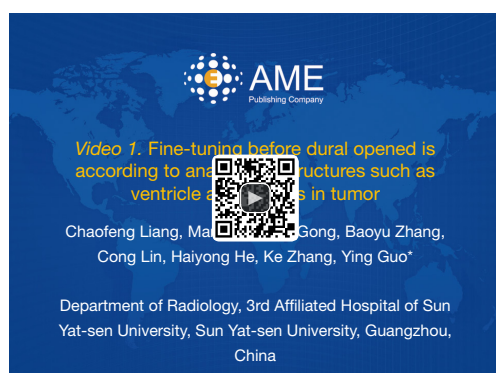 AME
Publishing Company
Video 1. Fine-tuning before dural opened is
according to ructures such as
ventricle in tumor
Chaofeng Liang, Gong, Baoyu Zhang,
Cong Lin, Haiyong He, Ke Zhang, Ying Guo*
Department of Radiology, 3rd Affiliated Hospital of Sun
Yat-sen University, Sun Yat-sen University, Guangzhou,
China